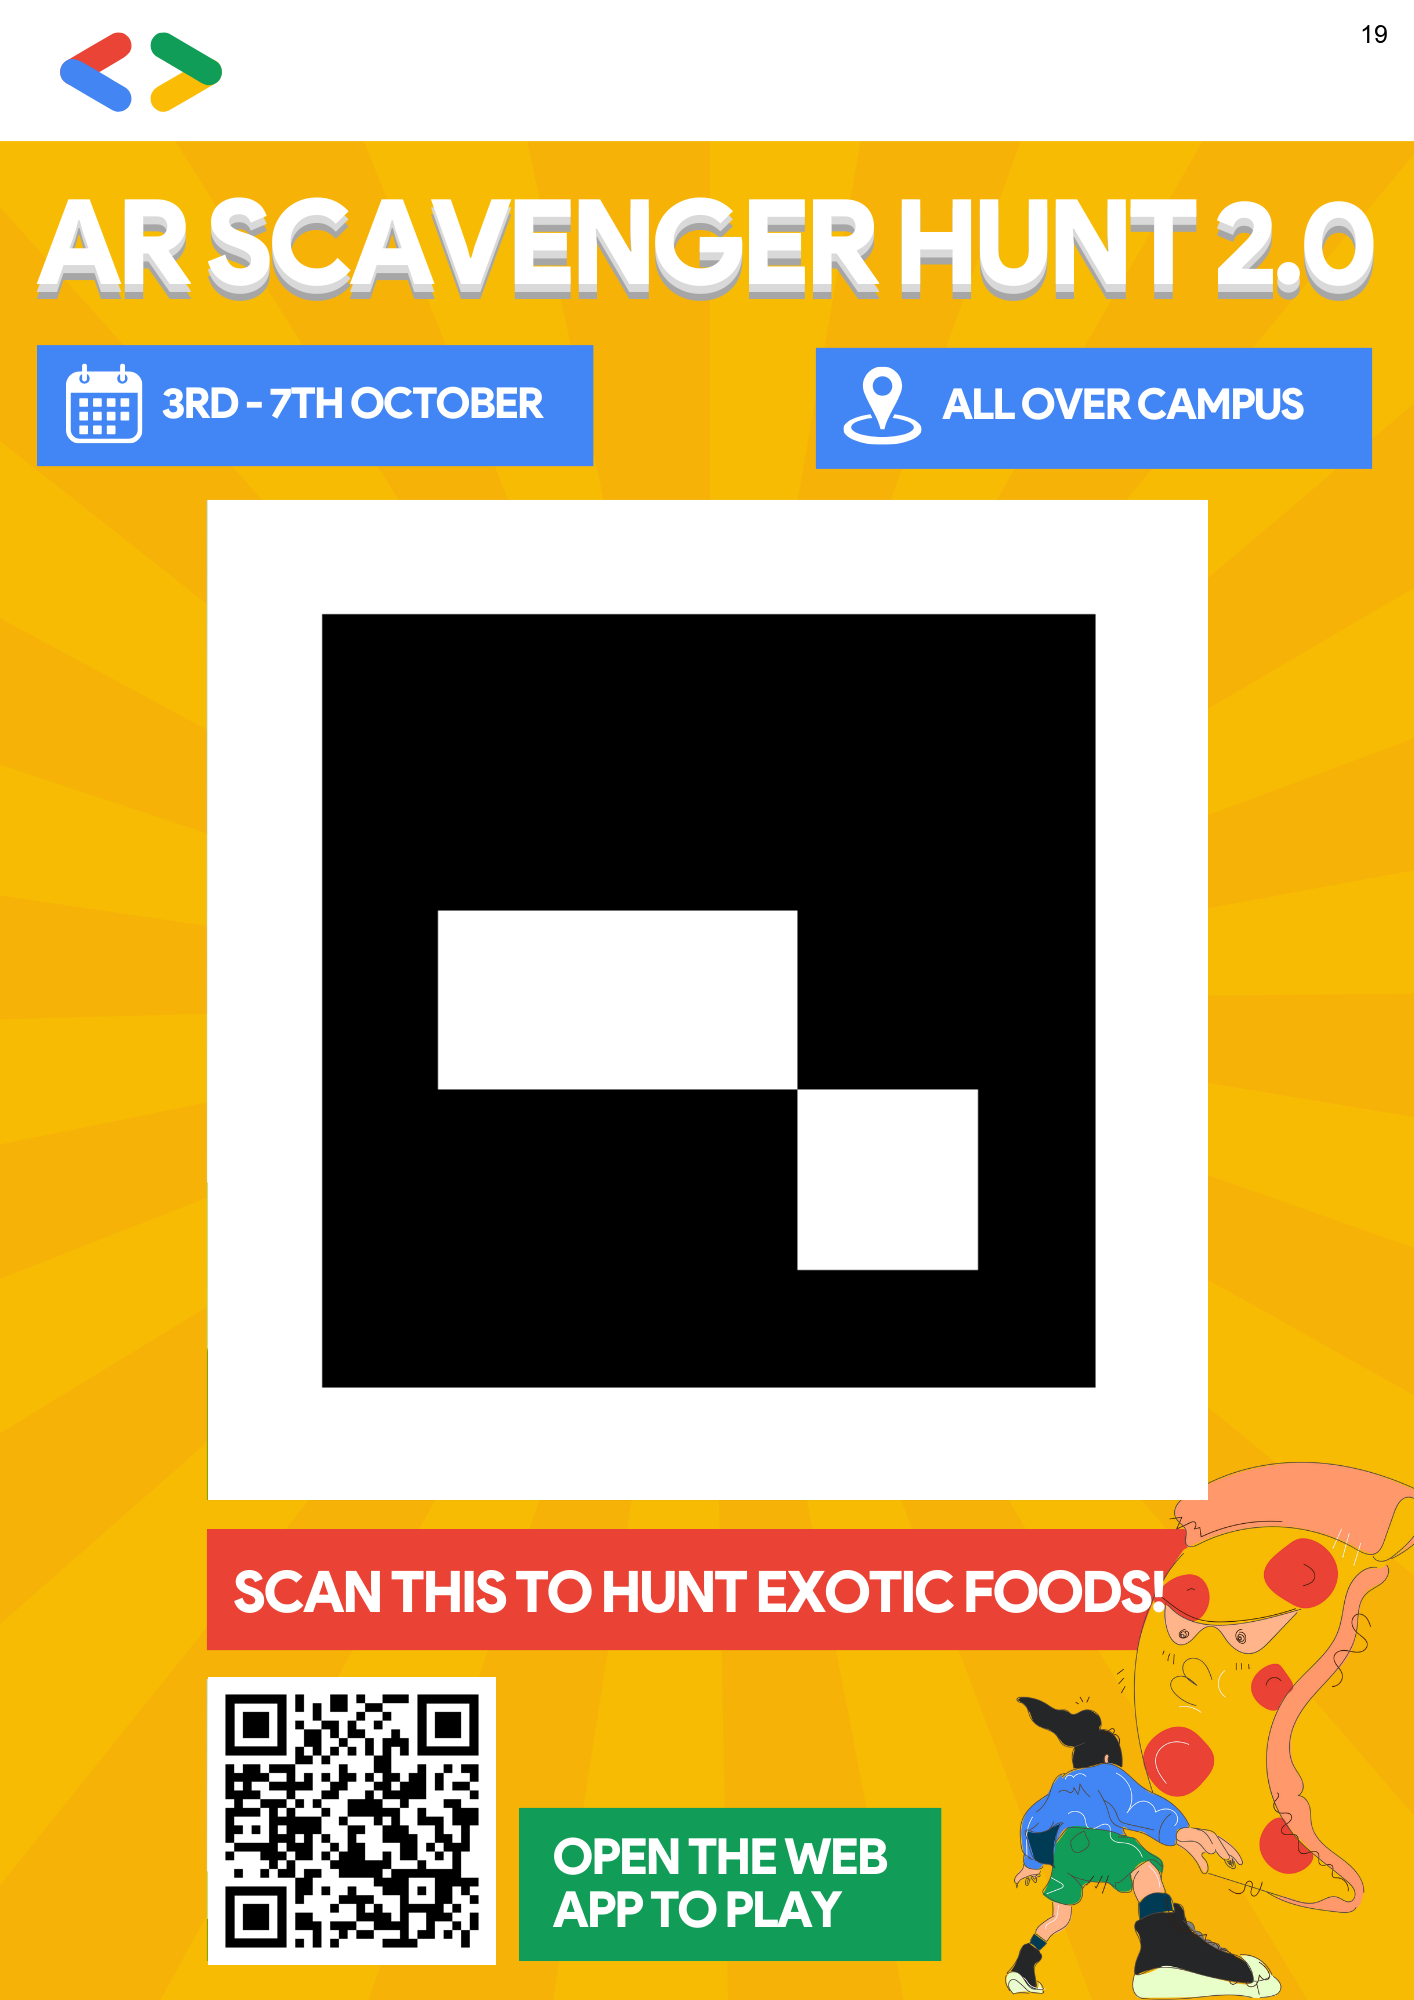 19
AR SCAVENGER HUNT 2.0
3RD - 7TH OCTOBER
ALL OVER CAMPUS
SCAN THIS TO HUNT EXOTIC FOODS!
OPEN THE WEB
APP TO PLAY